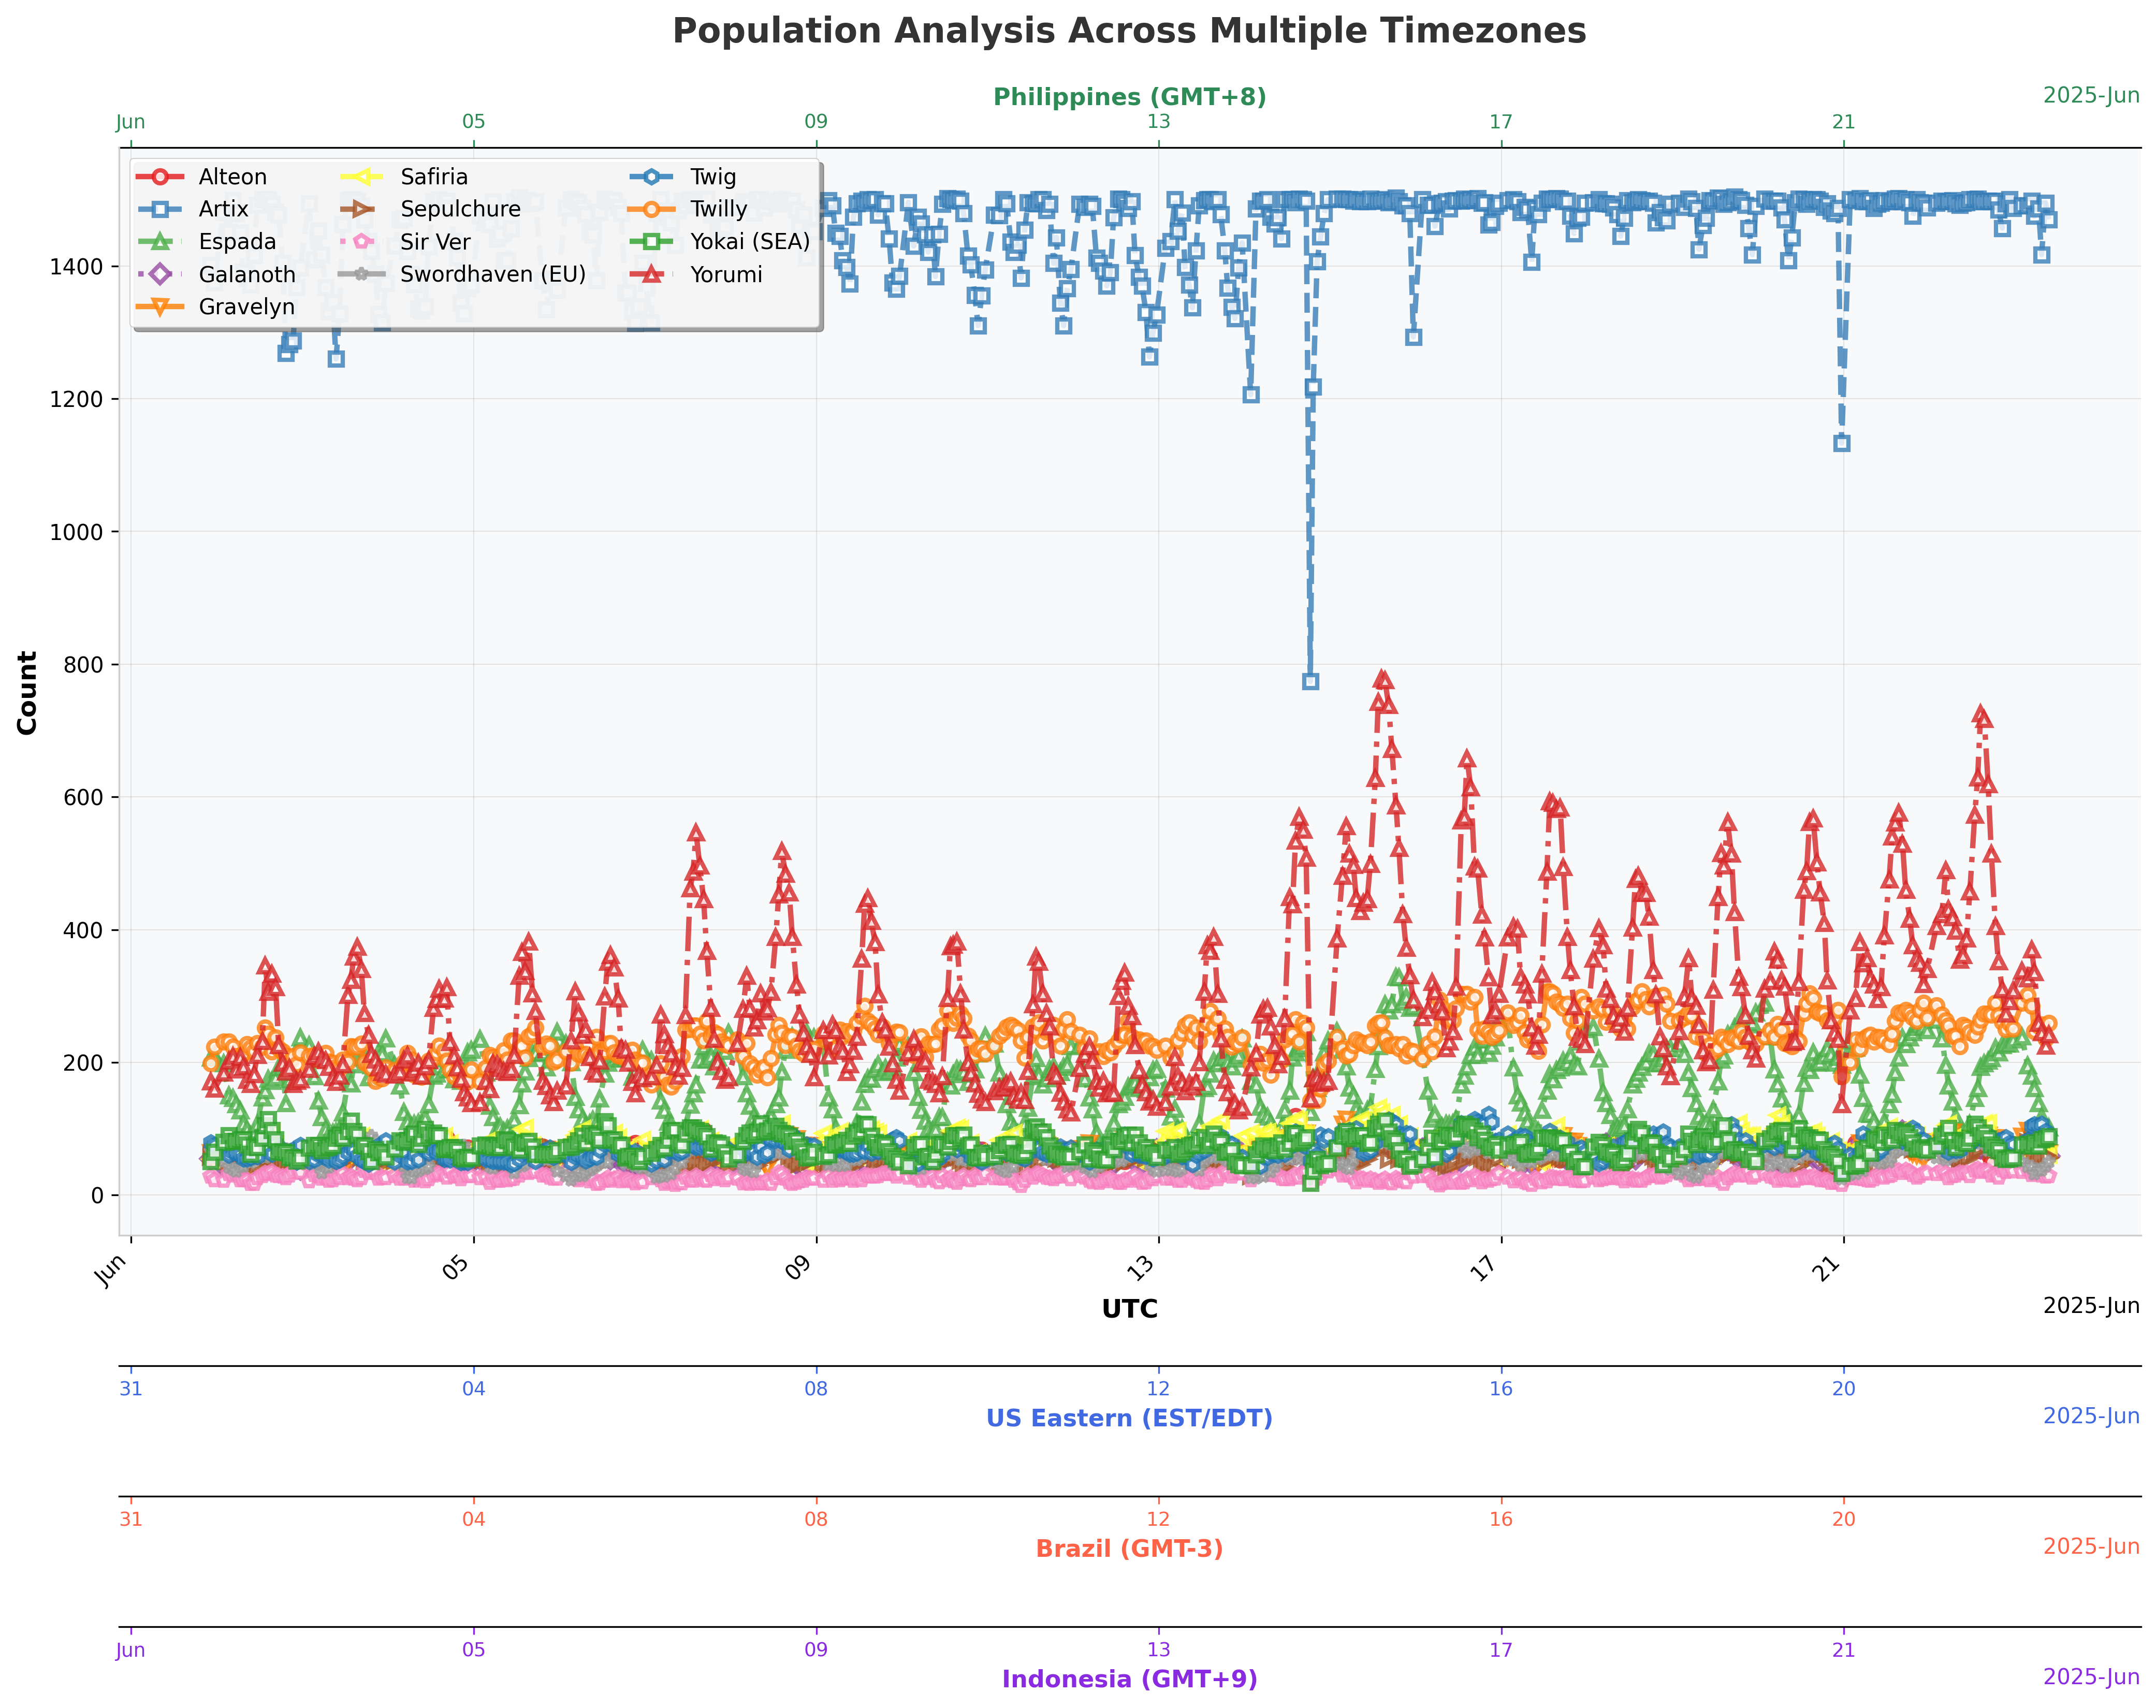 Population Analysis Across Multiple Timezones
Philippines (GMT+8)
2025-Jun
Jun 05 09 13 17 21
Alteon Safiria Twig
Artix Sepulchure Twilly
Espada Sir Ver Yokai (SEA)
Galanoth Swordhaven (EU) Yorumi
Gravelyn
1400
1200
1000
800
600
400
200
0
Count
Jun 05 09 13 17 21
UTC
2025-Jun
31 04 08 12 16 20
US Eastern (EST/EDT)
2025-Jun
31 04 08 12 16 20
Brazil (GMT-3)
2025-Jun
Jun 05 09 13 17 21
Indonesia (GMT+9)
2025-Jun